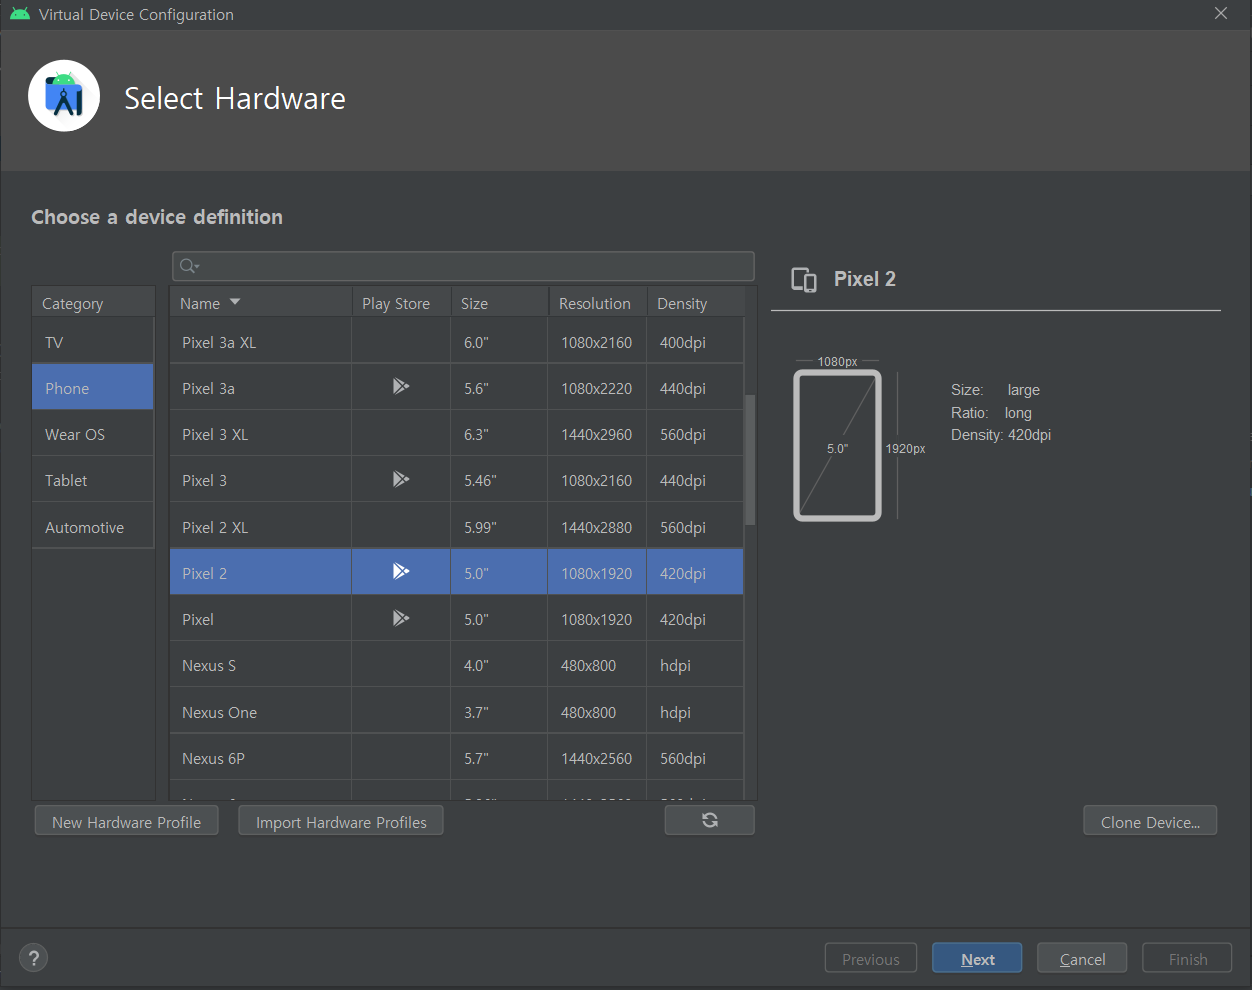 Virtual Device Configuration
Select Hardware
Choose a device definition
Category
TV
Phone
Wear OS
Tablet
Automotive
Name Play Store Size Resolution Density
Pixel 3a XL 6.0" 1080x2160 400dpi
Pixel 3a 5.6" 1080x2220 440dpi
Pixel 3 XL 6.3" 1440x2960 560dpi
Pixel 3 5.46" 1080x2160 440dpi
Pixel 2 XL 5.99" 1440x2880 560dpi
Pixel 2 5.0" 1080x1920 420dpi
Pixel 5.0" 1080x1920 420dpi
Nexus S 4.0" 480x800 hdpi
Nexus One 3.7" 480x800 hdpi
Nexus 6P 5.7" 1440x2560 560dpi
New Hardware Profile Import Hardware Profiles
Pixel 2
1080px
5.0"
1920px
Size: large
Ratio: long
Density: 420dpi
Clone Device...
? Previous Next Cancel Finish